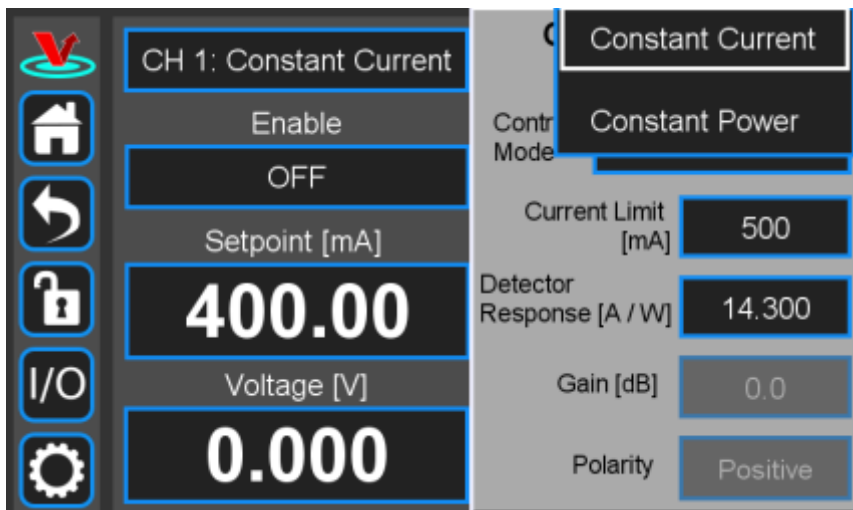 CH 1: Constant Current
Enable
OFF
Setpoint [mA]
400.00
Voltage [V]
0.000
I/O
Constant Current
Constant Power
Contr
Mode
Current Limit
[mA]
500
Detector
Response [A / W]
14.300
Gain [dB]
0.0
Polarity
Positive